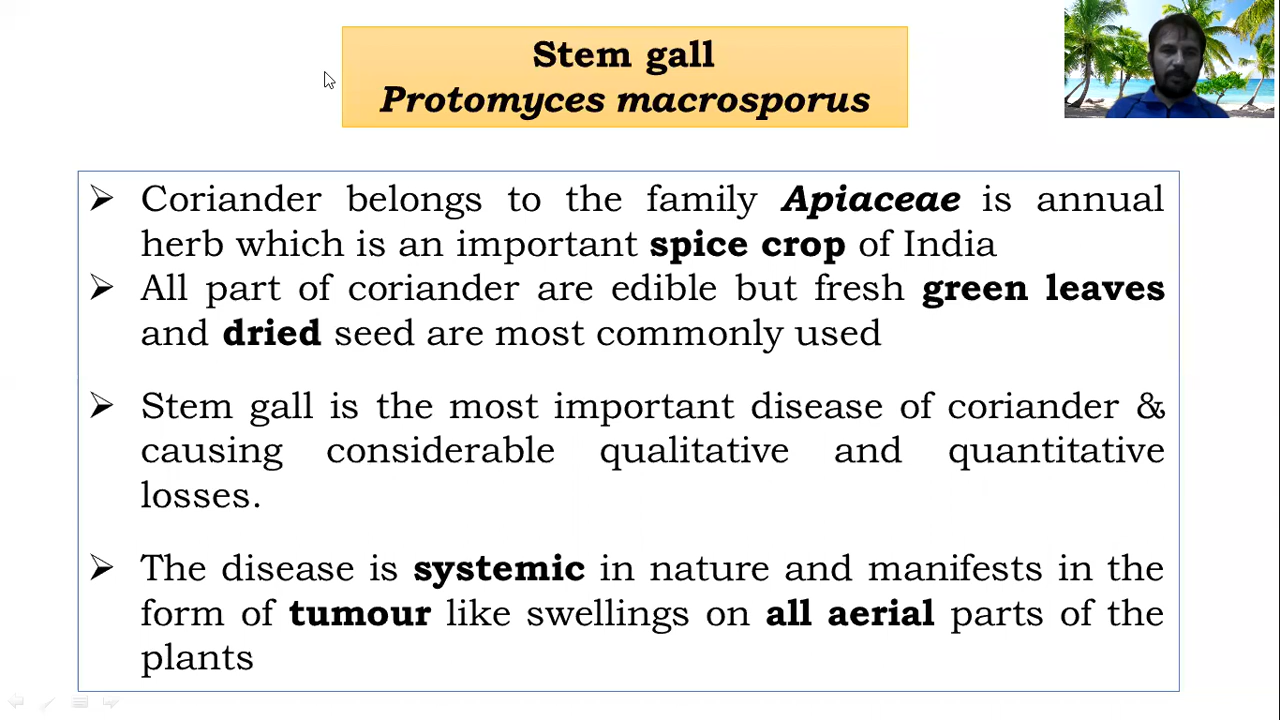 Stem gall
Protomyces macrosporus
➢ Coriander belongs to the family Apiaceae is annual
herb which is an important spice crop of India
➢ All part of coriander are edible but fresh green leaves
and dried seed are most commonly used
➢ Stem gall is the most important disease of coriander &
causing considerable qualitative and quantitative
losses.
➢ The disease is systemic in nature and manifests in the
form of tumour like swellings on all aerial parts of the
plants